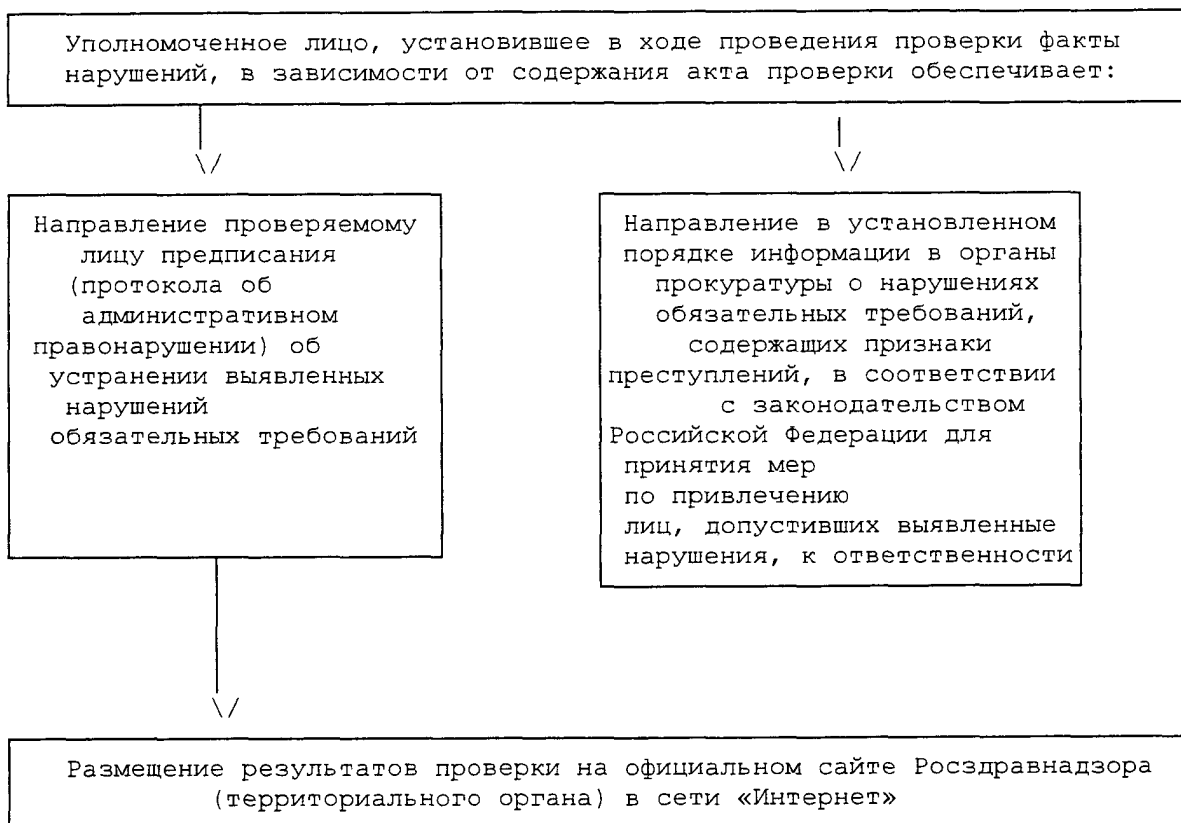 Уполномоченное лицо, установившее в ходе проведения проверки факты
нарушений, в зависимости от содержания акта проверки обеспечивает:
Направление проверяемому
лицу предписания
(протокола об
административном
правонарушении) об
устранении выявленных
нарушений
обязательных требований
Направление в установленном
порядке информации в органы
прокуратуры о нарушениях
обязательных требований,
содержащих признаки
преступлений, в соответствии
с законодательством
Российской Федерации для
принятия мер
по привлечению
лиц, допустивших выявленные
нарушения, к ответственности
Размещение результатов проверки на официальном сайте Росздравнадзора
(территориального органа) в сети «Интернет»